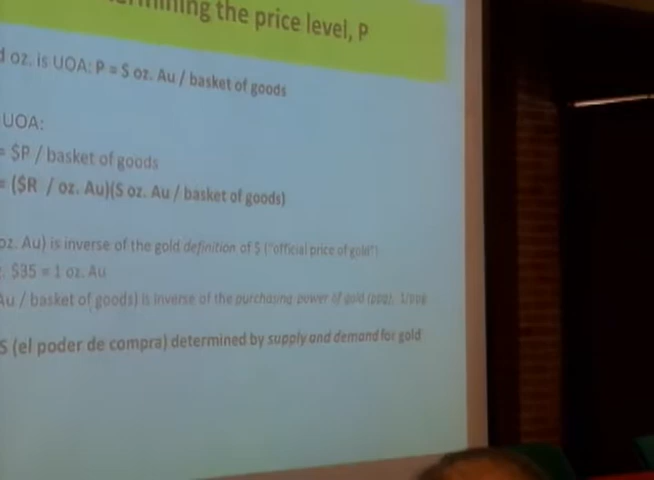 rmining the price level, P
d oz. is UOA: P = S oz. Au / basket of goods
UOA:
= $P / basket of goods
= ($R / oz. Au)(S oz. Au / basket of goods)
oz. Au) is inverse of the gold definition of $ ("official price of gold")
: $35 = 1 oz. Au
Au / basket of goods) is inverse of the purchasing power of gold (ppg), 1/ppg
S (el poder de compra) determined by supply and demand for gold